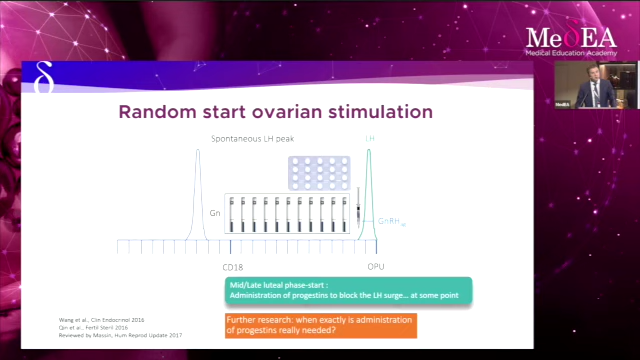 MeδEA
Medical Education Academy
δ
MedEA
Random start ovarian stimulation
Spontaneous LH peak
LH
Gn
GnRH
CD18
OPU
Mid/Late luteal phase-start :
Administration of progestins to block the LH surge... at some point
Further research: when exactly is administration
of progestins really needed?
Wang et al., Clin Endocrinol 2016
Qin et al., Fertil Steril 2016
Reviewed by Massin, Hum Reprod Update 2017